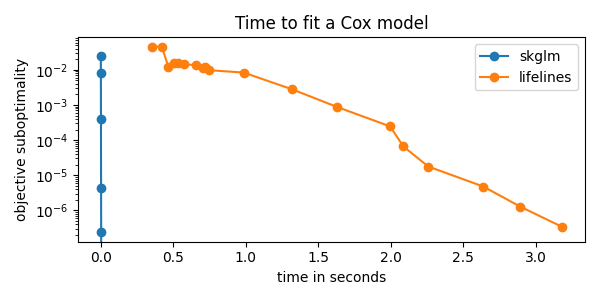 Time to fit a Cox model
skglm
lifelines
objective suboptimality
10⁻²
10⁻³
10⁻⁴
10⁻⁵
10⁻⁶
0.0 0.5 1.0 1.5 2.0 2.5 3.0
time in seconds